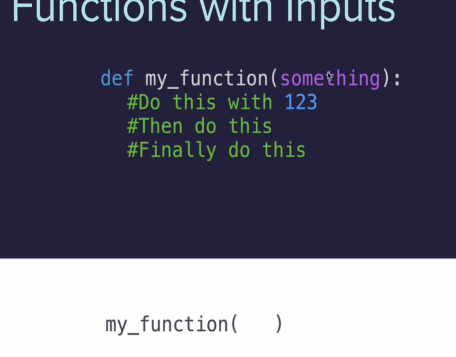 Functions with Inputs
def my_function(something):
#Do this with 123
#Then do this
#Finally do this
my_function(   )